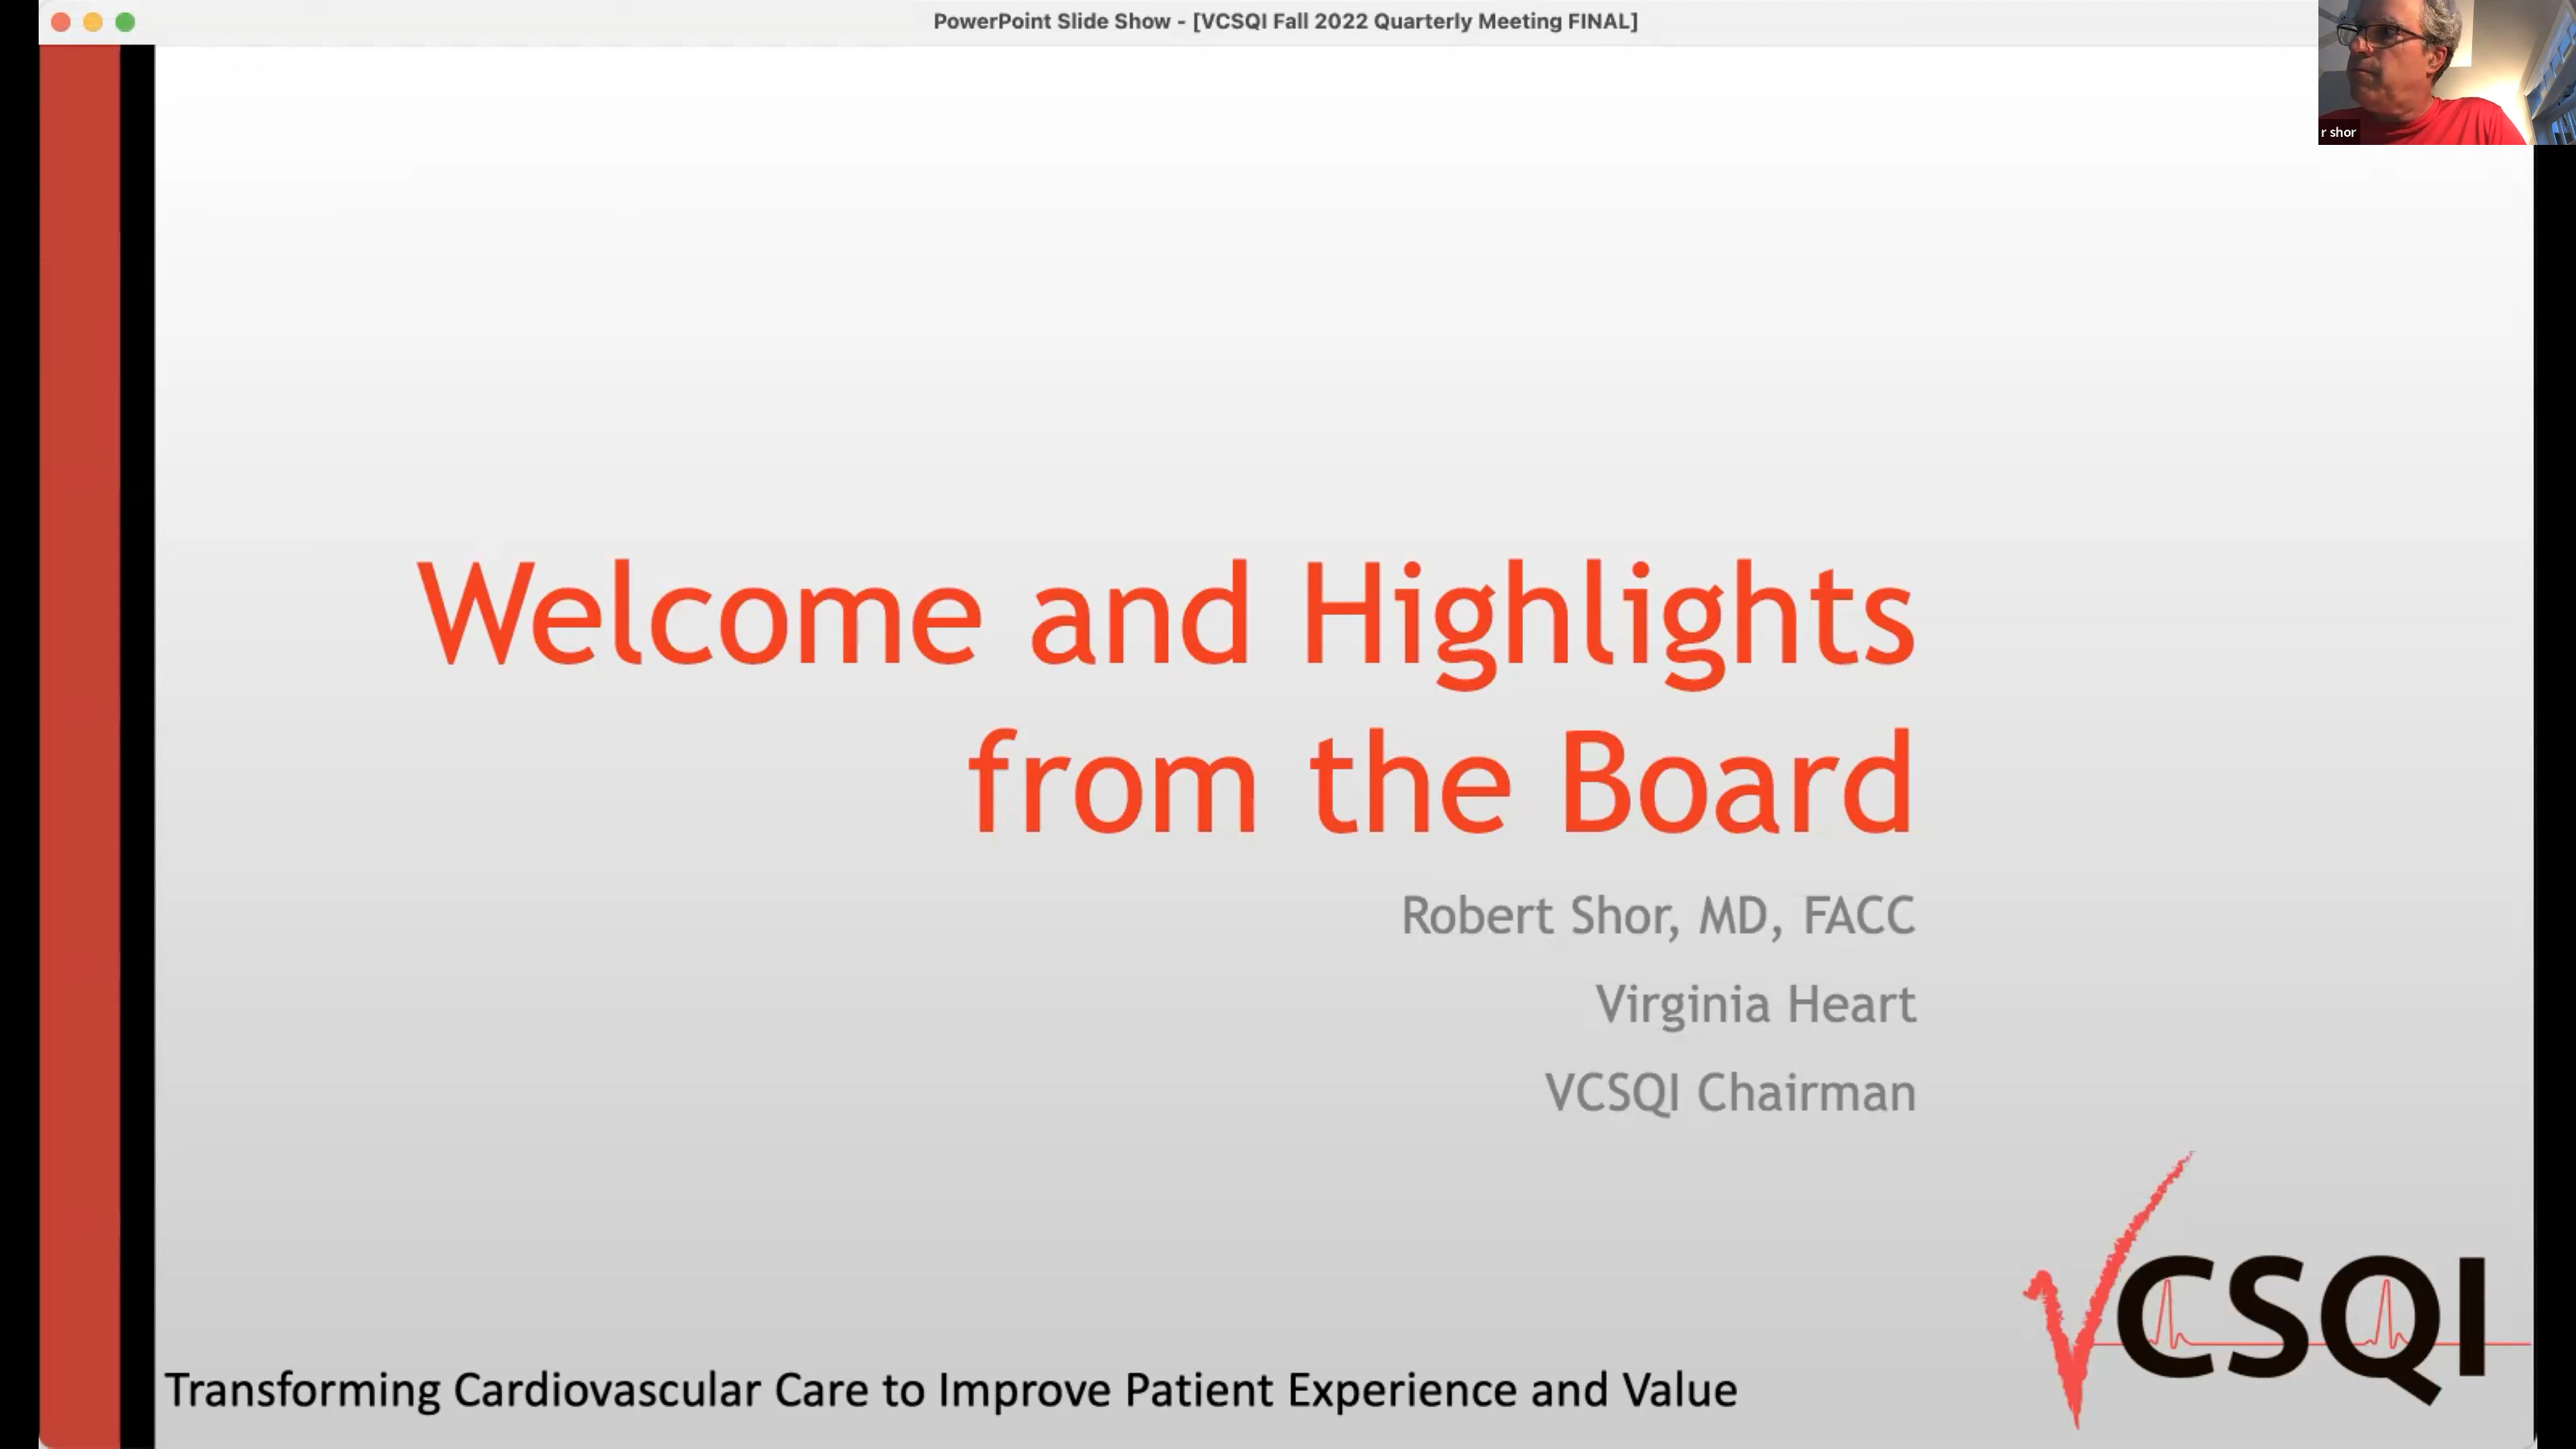 PowerPoint Slide Show - [VCSQI Fall 2022 Quarterly Meeting FINAL]
r shor
Welcome and Highlights
from the Board
Robert Shor, MD, FACC
Virginia Heart
VCSQI Chairman
VCSQI
Transforming Cardiovascular Care to Improve Patient Experience and Value